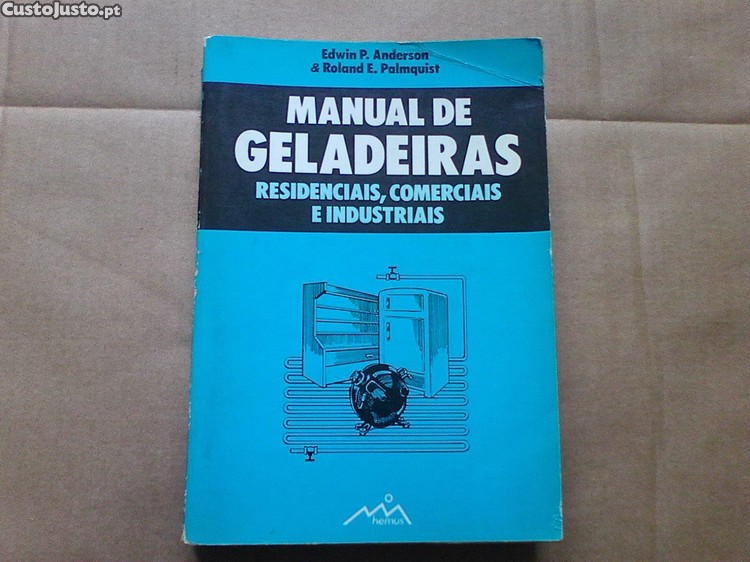 CustoJusto.pt
Edwin P. Anderson
& Roland E. Palmquist
MANUAL DE
GELADEIRAS
RESIDENCIAIS, COMERCIAIS
E INDUSTRIAIS
hemus